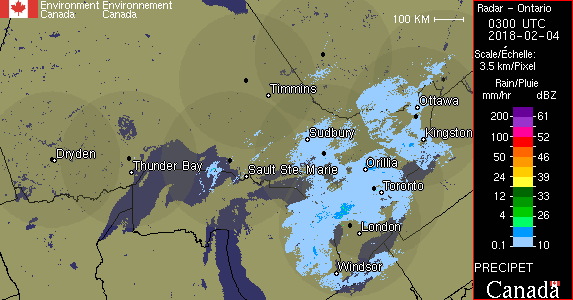 Environment Environnement
Canada Canada
100 KM
Timmins
Ottawa
Sudbury
Kingston
Dryden
Thunder Bay
Sault Ste. Marie
Orillia
Toronto
London
Windsor
Radar - Ontario
0300 UTC
2018-02-04
Scale/Échelle:
3.5 km/Pixel
Rain/Pluie
mm/hr dBZ
200 61
100 52
50 46
24 39
12 33
4 26
0.1 10
PRECIPET
Canada